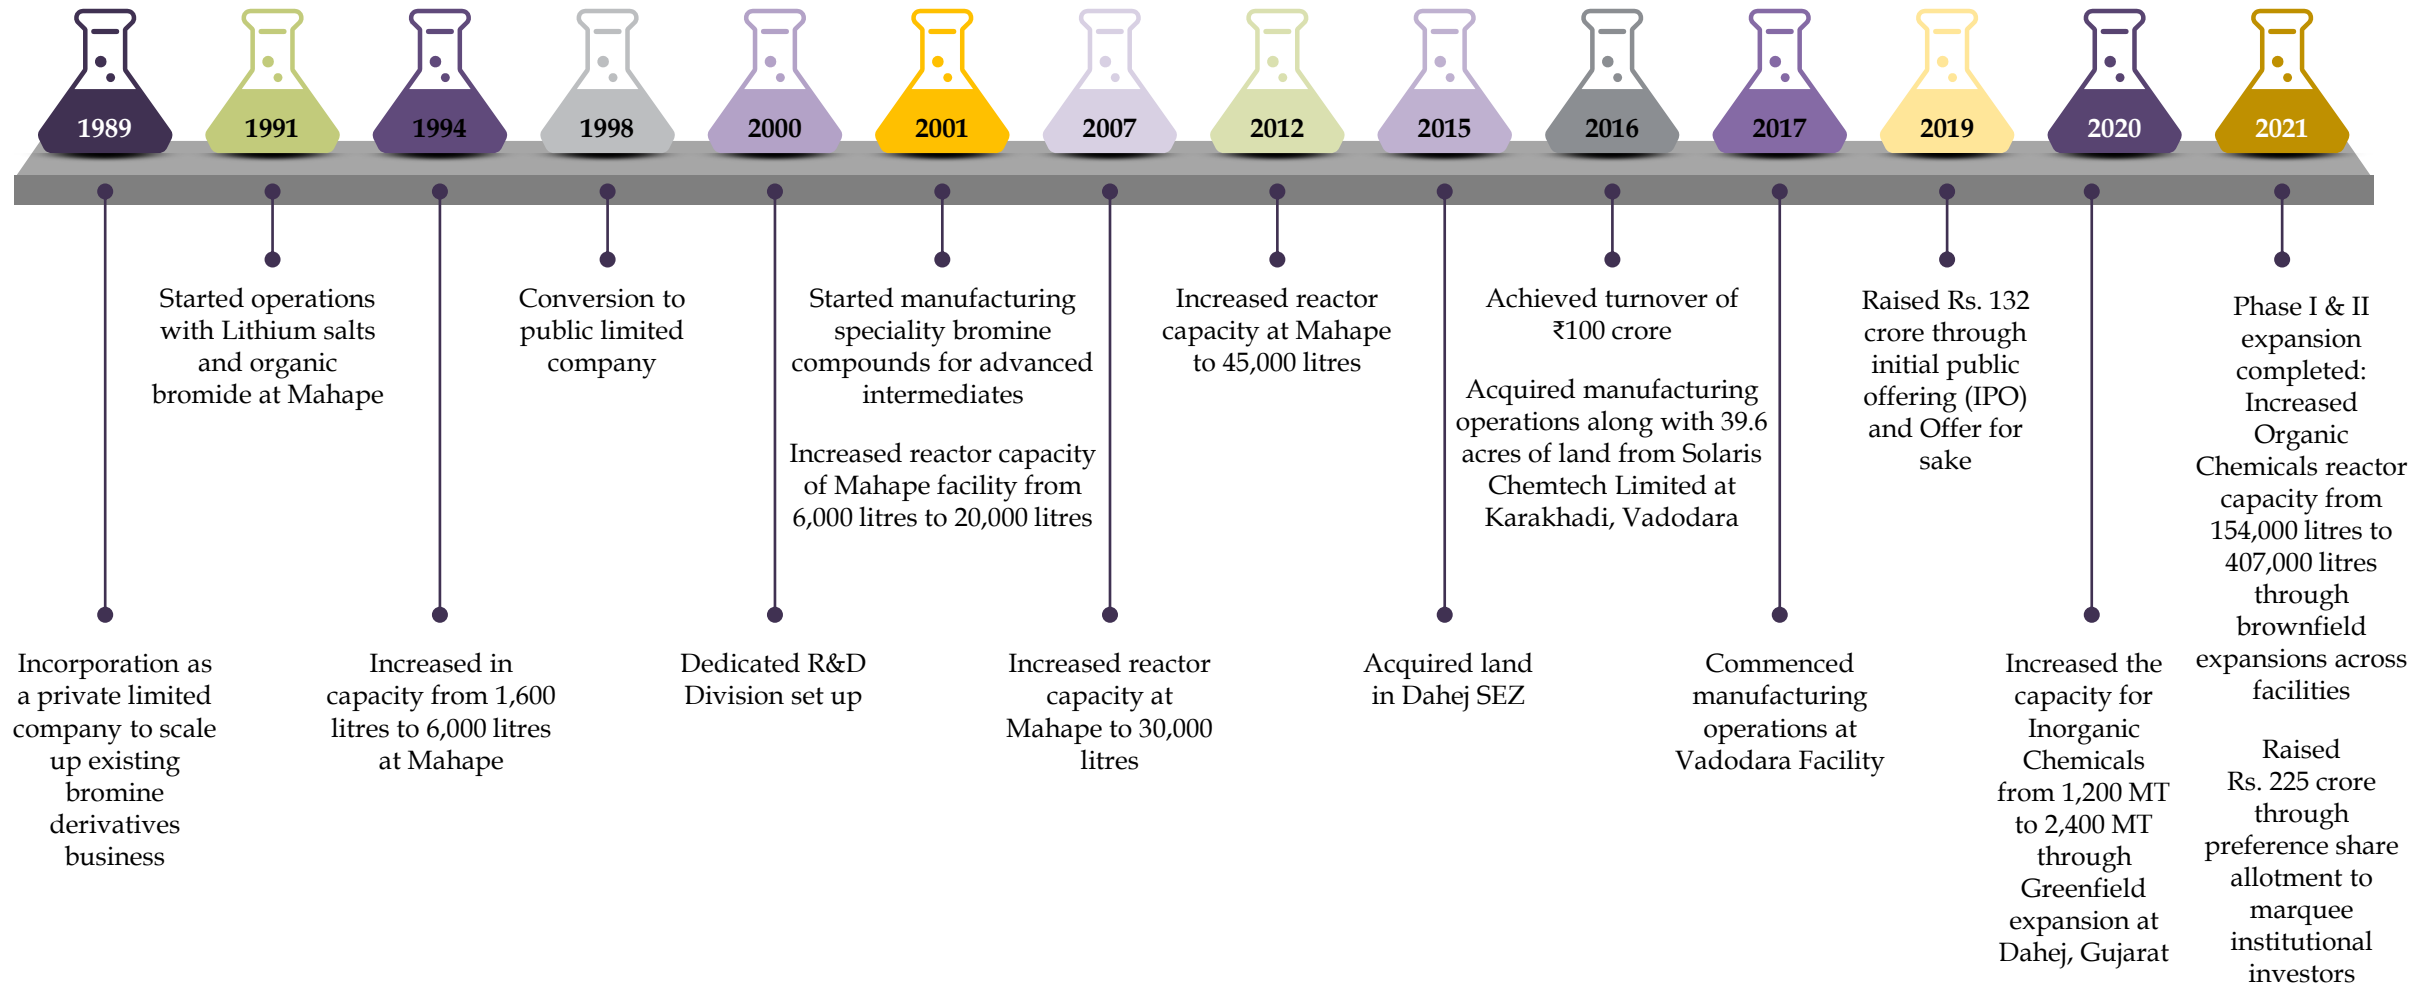 1989
1991
1994
1998
2000
2001
2007
2012
2015
2016
2017
2019
2020
2021
Incorporation as
a private limited
company to scale
up existing
bromine
derivatives
business
Started operations
with Lithium salts
and organic
bromide at Mahape
Increased in
capacity from 1,600
litres to 6,000 litres
at Mahape
Conversion to
public limited
company
Dedicated R&D
Division set up
Started manufacturing
speciality bromine
compounds for advanced
intermediates
Increased reactor capacity
of Mahape facility from
6,000 litres to 20,000 litres
Increased reactor
capacity at
Mahape to 30,000
litres
Increased reactor
capacity at Mahape
to 45,000 litres
Acquired land
in Dahej SEZ
Achieved turnover of
₹100 crore
Acquired manufacturing
operations along with 39.6
acres of land from Solaris
Chemtech Limited at
Karakhadi, Vadodara
Commenced
manufacturing
operations at
Vadodara Facility
Raised Rs. 132
crore through
initial public
offering (IPO)
and Offer for
sake
Increased the
capacity for
Inorganic
Chemicals
from 1,200 MT
to 2,400 MT
through
Greenfield
expansion at
Dahej, Gujarat
Phase I & II
expansion
completed:
Increased
Organic
Chemicals reactor
capacity from
154,000 litres to
407,000 litres
through
brownfield
expansions across
facilities
Raised
Rs. 225 crore
through
preference share
allotment to
marquee
institutional
investors